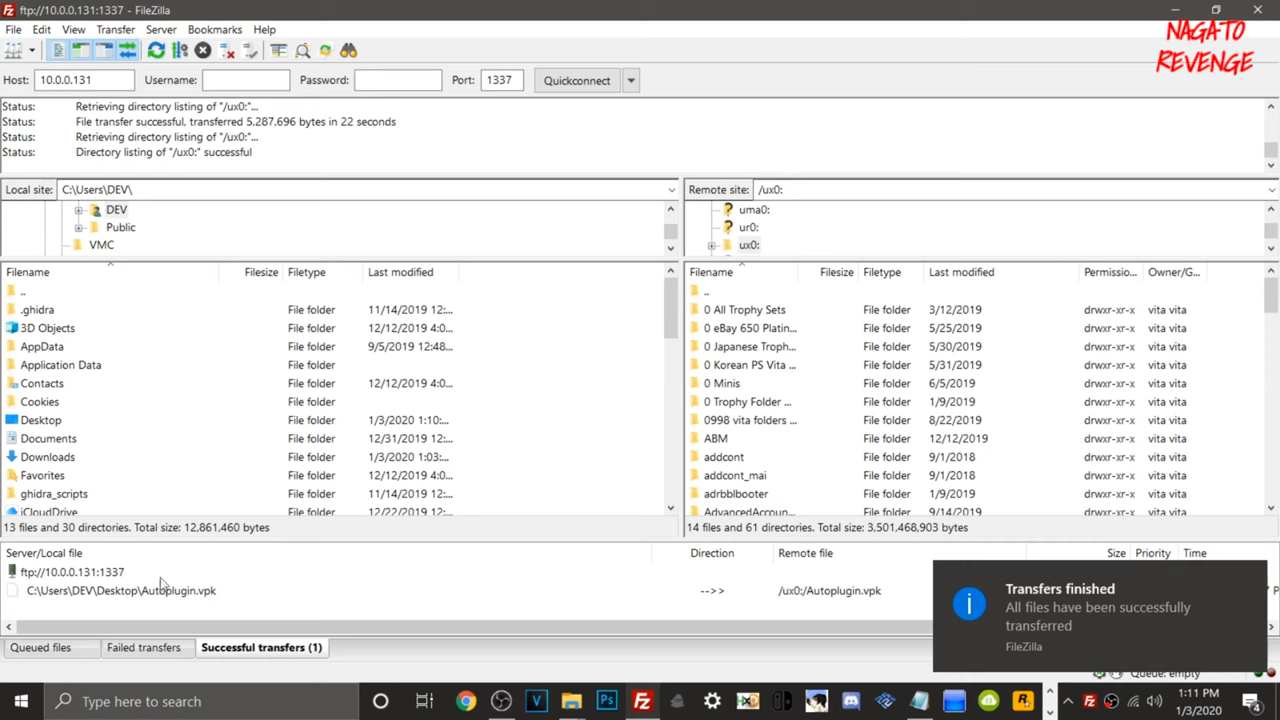 ftp://10.0.0.131:1337 - FileZilla
File Edit View Transfer Server Bookmarks Help
NAGATO
REVENGE
Host: 10.0.0.131 Username: Password: Port: 1337 Quickconnect
Status: Retrieving directory listing of "/ux0:"...
Status: File transfer successful, transferred 5,287,696 bytes in 22 seconds
Status: Retrieving directory listing of "/ux0:"...
Status: Directory listing of "/ux0:" successful
Local site: C:\Users\DEV\
DEV
Public
VMC
Remote site: /ux0:
uma0:
ur0:
ux0:
Filename Filesize Filetype Last modified
..
.ghidra File folder 11/14/2019 12:...
3D Objects File folder 12/12/2019 4:0...
AppData File folder 9/5/2019 12:48...
Application Data File folder
Contacts File folder 12/12/2019 4:0...
Cookies File folder
Desktop File folder 1/3/2020 1:10:...
Documents File folder 12/31/2019 12:...
Downloads File folder 1/3/2020 1:03:...
Favorites File folder 12/12/2019 4:0...
ghidra_scripts File folder 11/14/2019 12:...
iCloudDrive File folder 12/22/2019 12:...
13 files and 30 directories. Total size: 12,861,460 bytes
Filename Filesize Filetype Last modified Permissio... Owner/G...
..
0 All Trophy Sets File folder 3/12/2019 drwxr-xr-x vita vita
0 eBay 650 Platin... File folder 5/25/2019 drwxr-xr-x vita vita
0 Japanese Troph... File folder 5/30/2019 drwxr-xr-x vita vita
0 Korean PS Vita ... File folder 5/31/2019 drwxr-xr-x vita vita
0 Minis File folder 6/5/2019 drwxr-xr-x vita vita
0 Trophy Folder ... File folder 1/9/2019 drwxr-xr-x vita vita
0998 vita folders ... File folder 8/22/2019 drwxr-xr-x vita vita
ABM File folder 12/12/2019 drwxr-xr-x vita vita
addcont File folder 9/1/2018 drwxr-xr-x vita vita
addcont_mai File folder 9/1/2018 drwxr-xr-x vita vita
adrbblbooter File folder 1/9/2019 drwxr-xr-x vita vita
AdvancedAccoun... File folder 9/14/2019 drwxr-xr-x vita vita
14 files and 61 directories. Total size: 3,501,468,903 bytes
Server/Local file Direction Remote file Size Priority Time
ftp://10.0.0.131:1337
C:\Users\DEV\Desktop\Autoplugin.vpk -->> /ux0:/Autoplugin.vpk
Transfers finished
All files have been successfully
transferred
FileZilla
Queued files Failed transfers Successful transfers (1)
Queue: empty
Type here to search
1:11 PM
1/3/2020